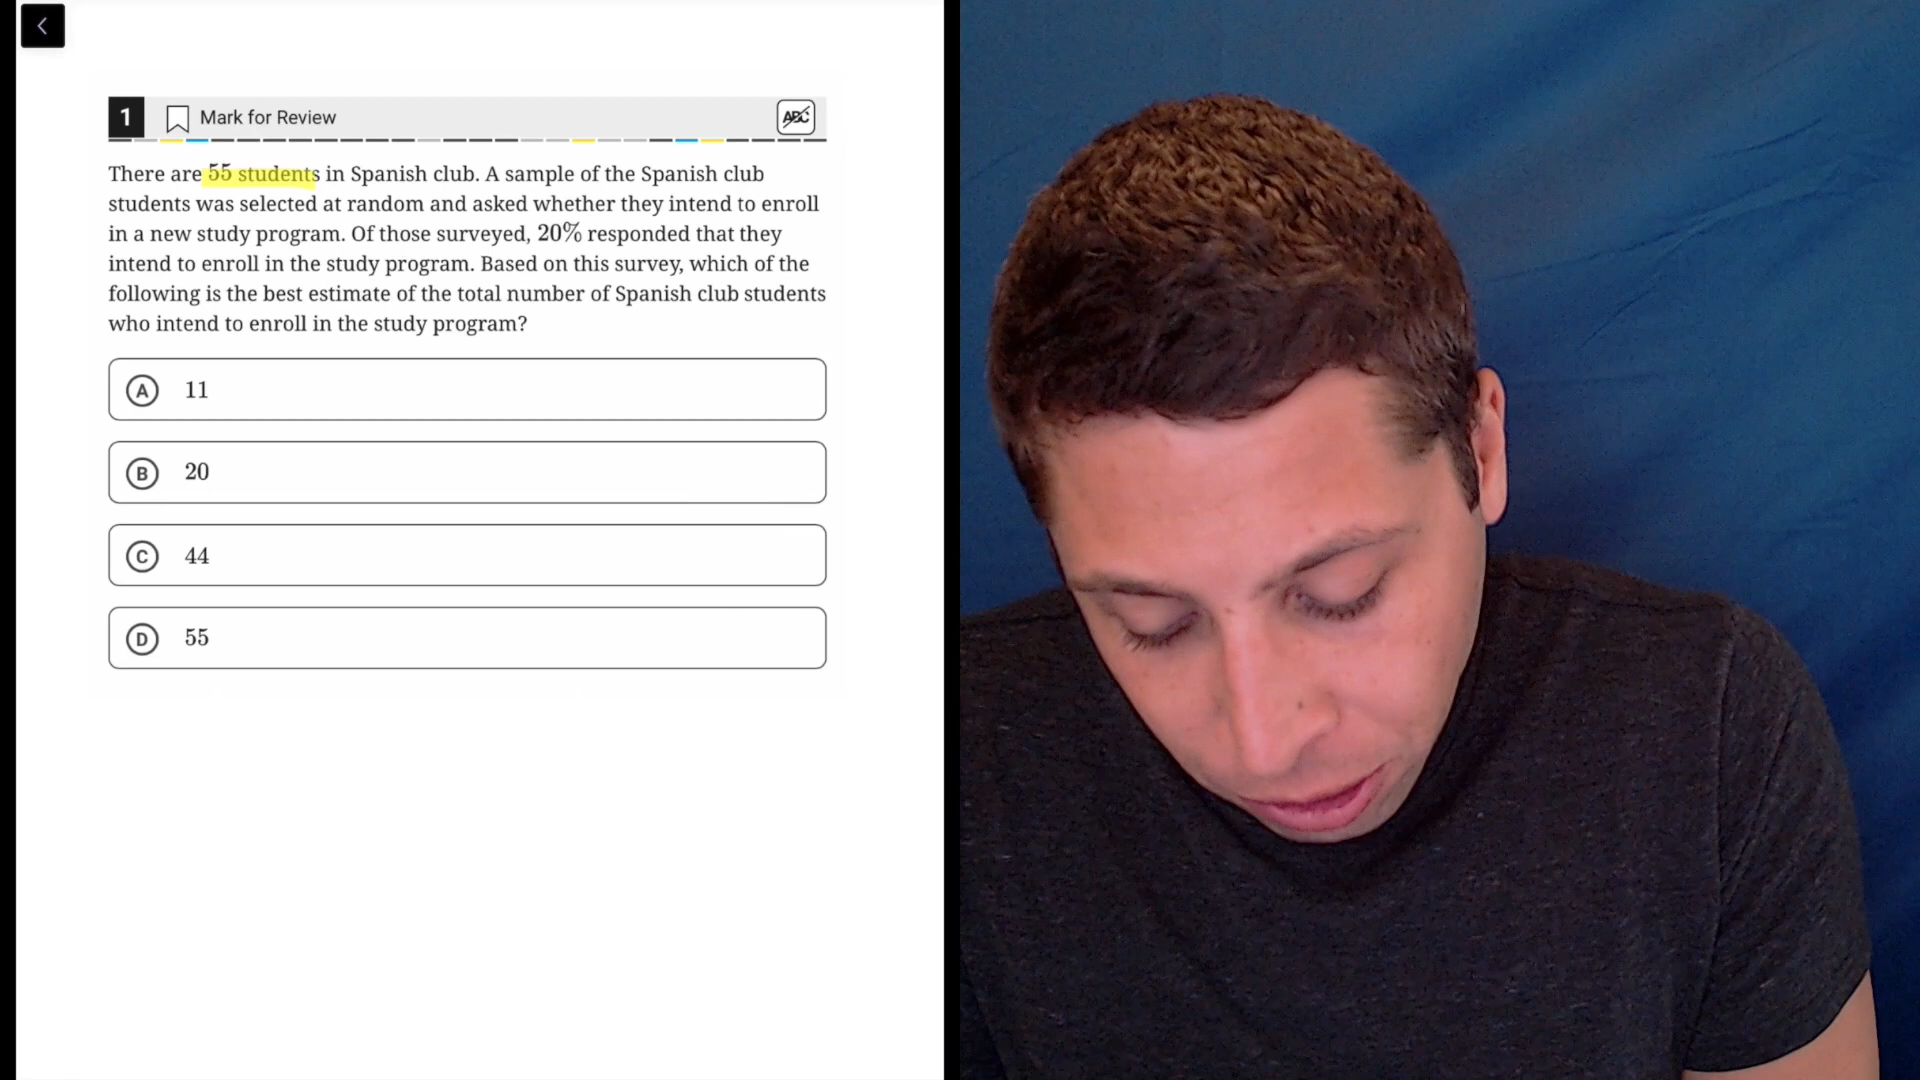 1 Mark for Review ABC
There are 55 students in Spanish club. A sample of the Spanish club
students was selected at random and asked whether they intend to enroll
in a new study program. Of those surveyed, 20% responded that they
intend to enroll in the study program. Based on this survey, which of the
following is the best estimate of the total number of Spanish club students
who intend to enroll in the study program?
A 11
B 20
C 44
D 55